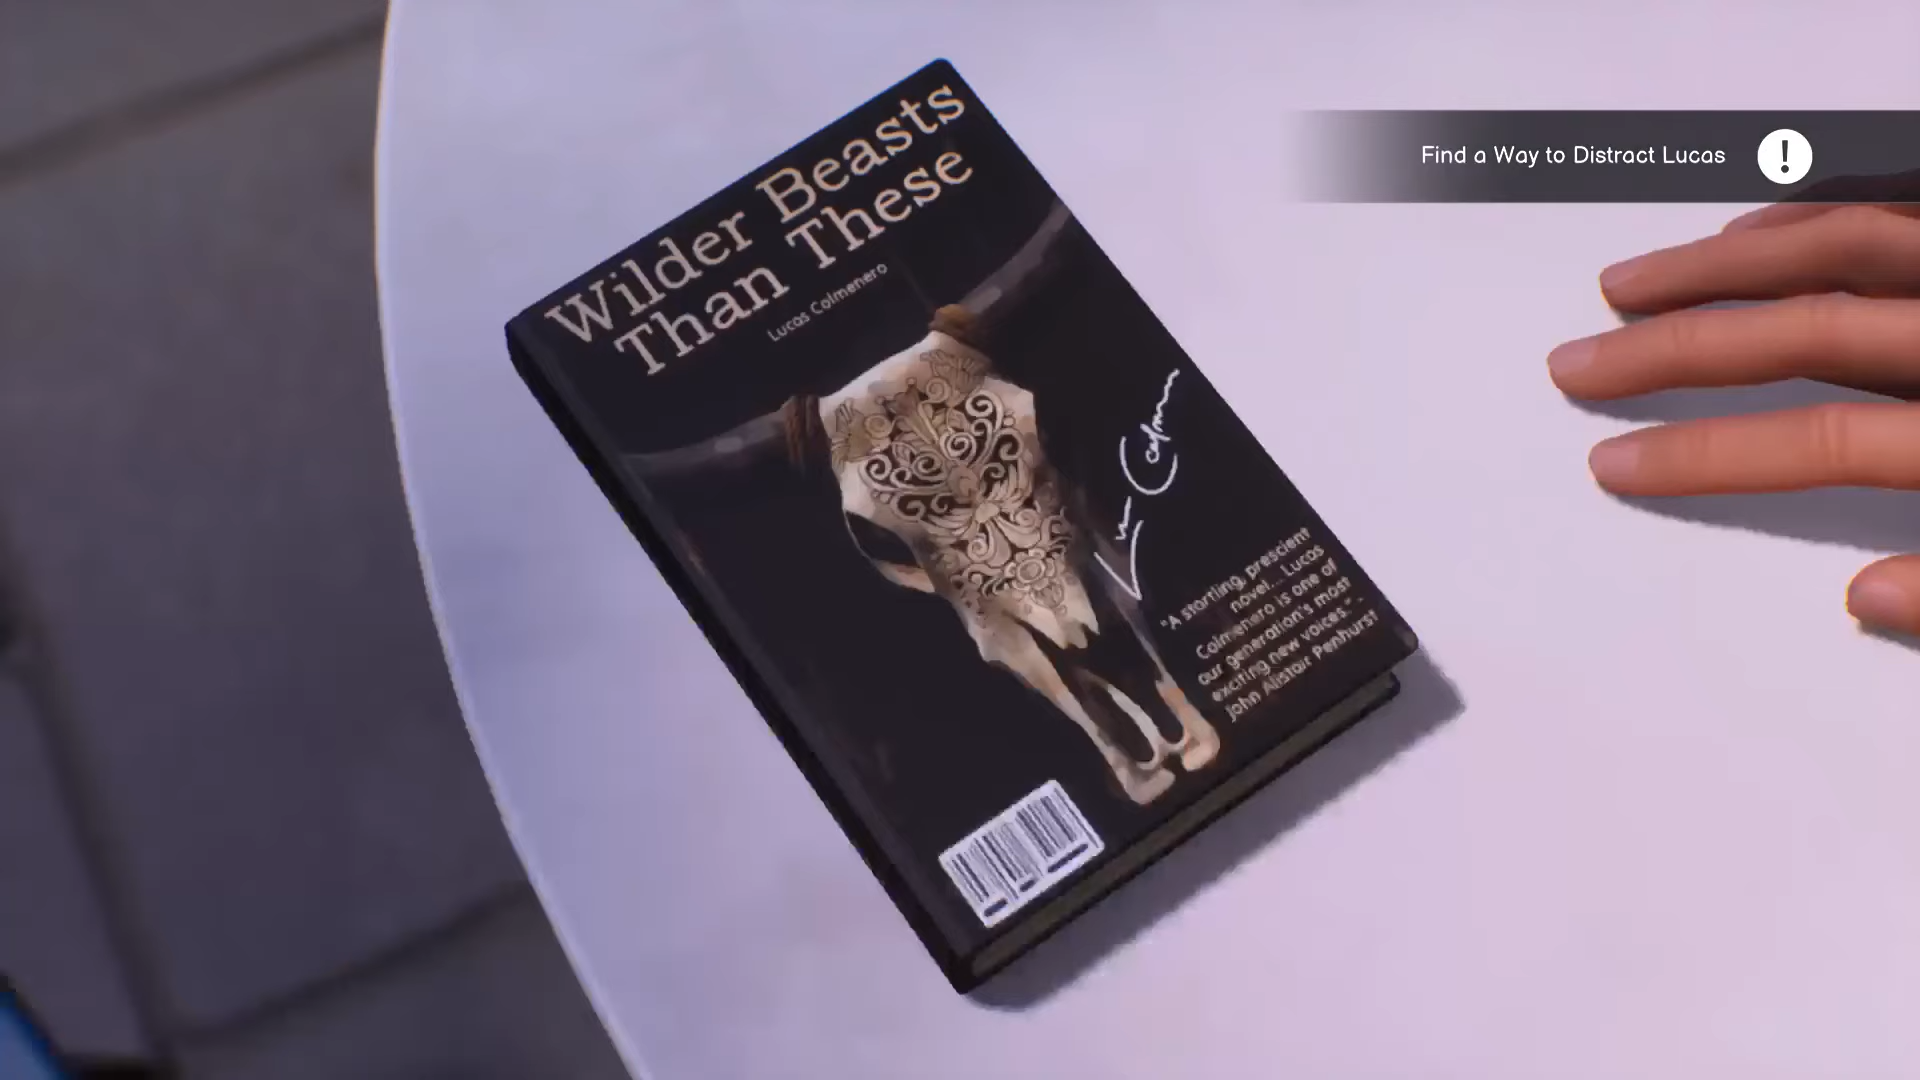 Find a Way to Distract Lucas
!
Wilder Beasts
Than These
Lucas Colmenero
"A startling, prescient
novel... Lucas
Colmenero is one of
our generation's most
exciting new voices." -
John Alistair Penhurst